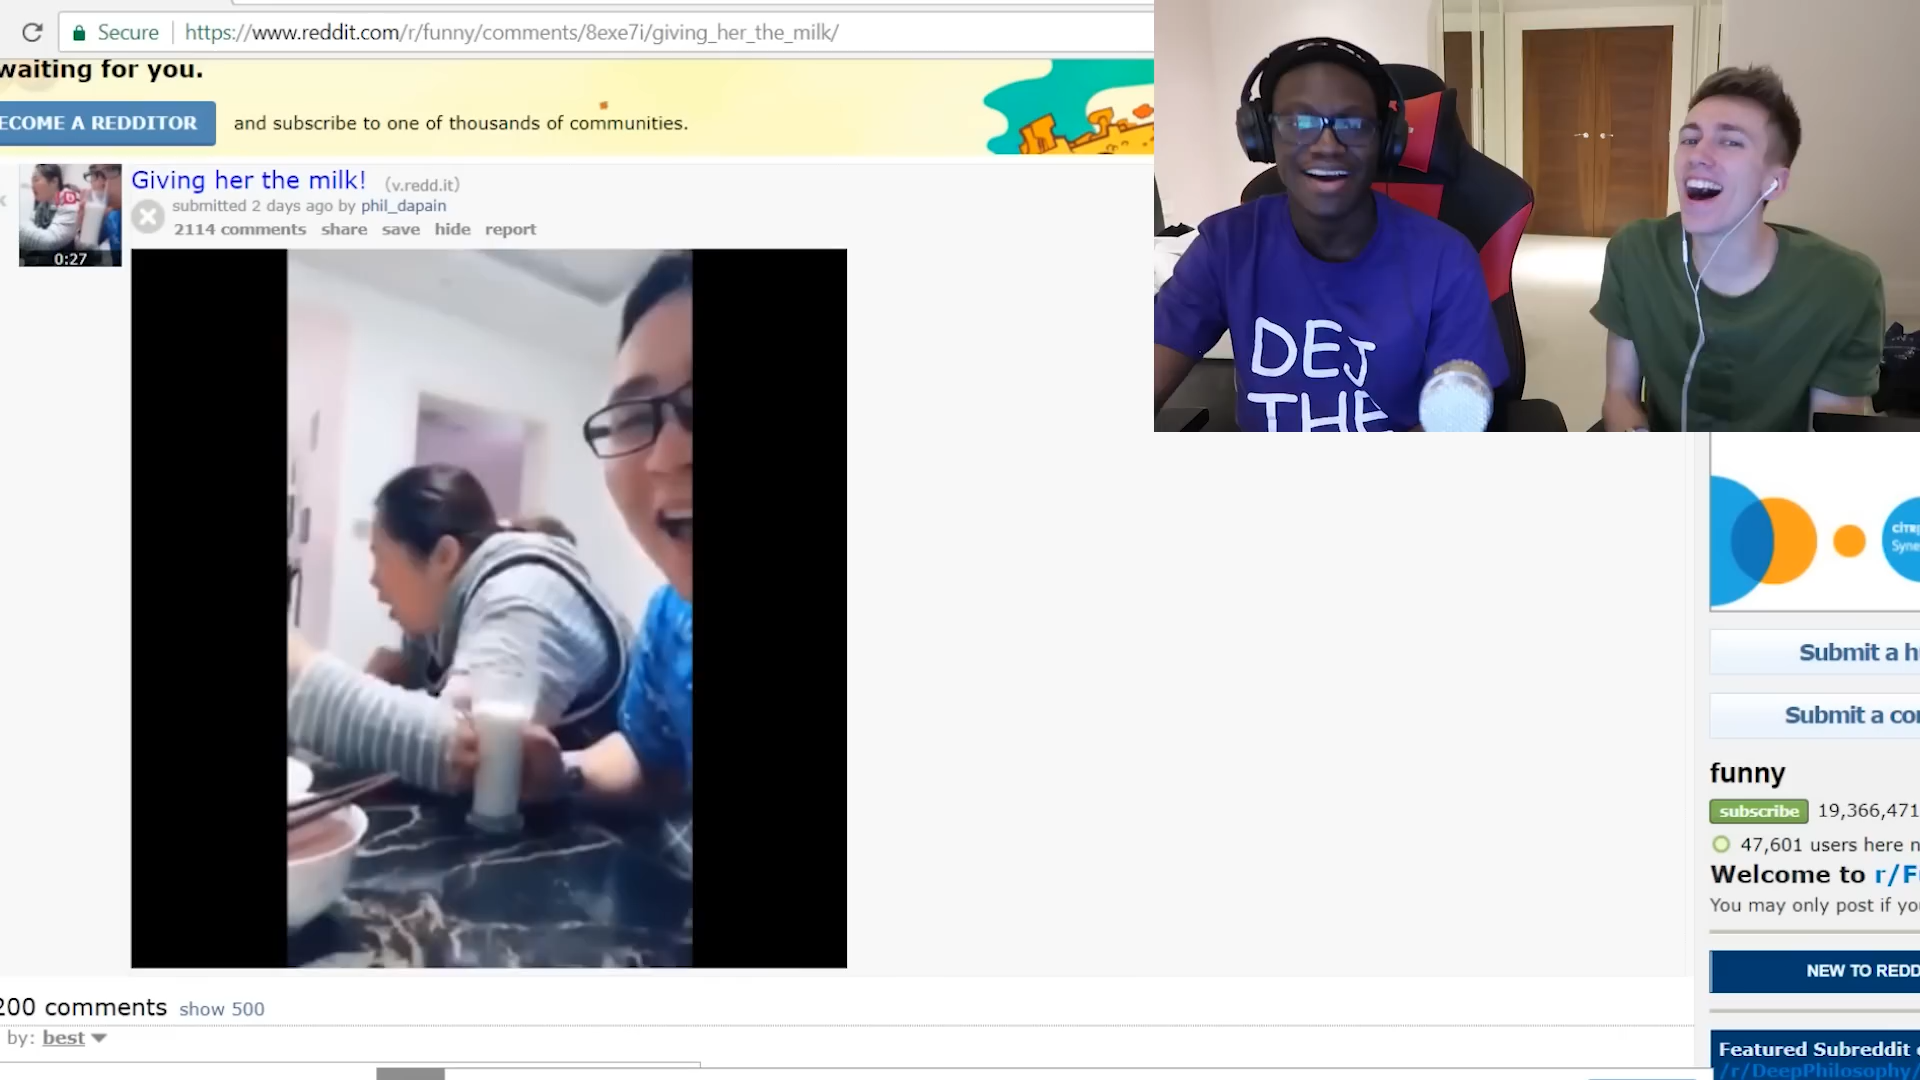 Secure
https://www.reddit.com/r/funny/comments/8exe7i/giving_her_the_milk/
waiting for you.
ECOME A REDDITOR
and subscribe to one of thousands of communities.
Giving her the milk! (v.redd.it)
submitted 2 days ago by phil_dapain
2114 comments share save hide report
0:27
DEJ
THE
citri
Syne
Submit a
Submit a
funny
subscribe 19,366,471
47,601 users here
Welcome to
You may only post if
NEW TO
Featured Subreddit
/r/DeepPhilosophy/
200 comments show 500
by: best